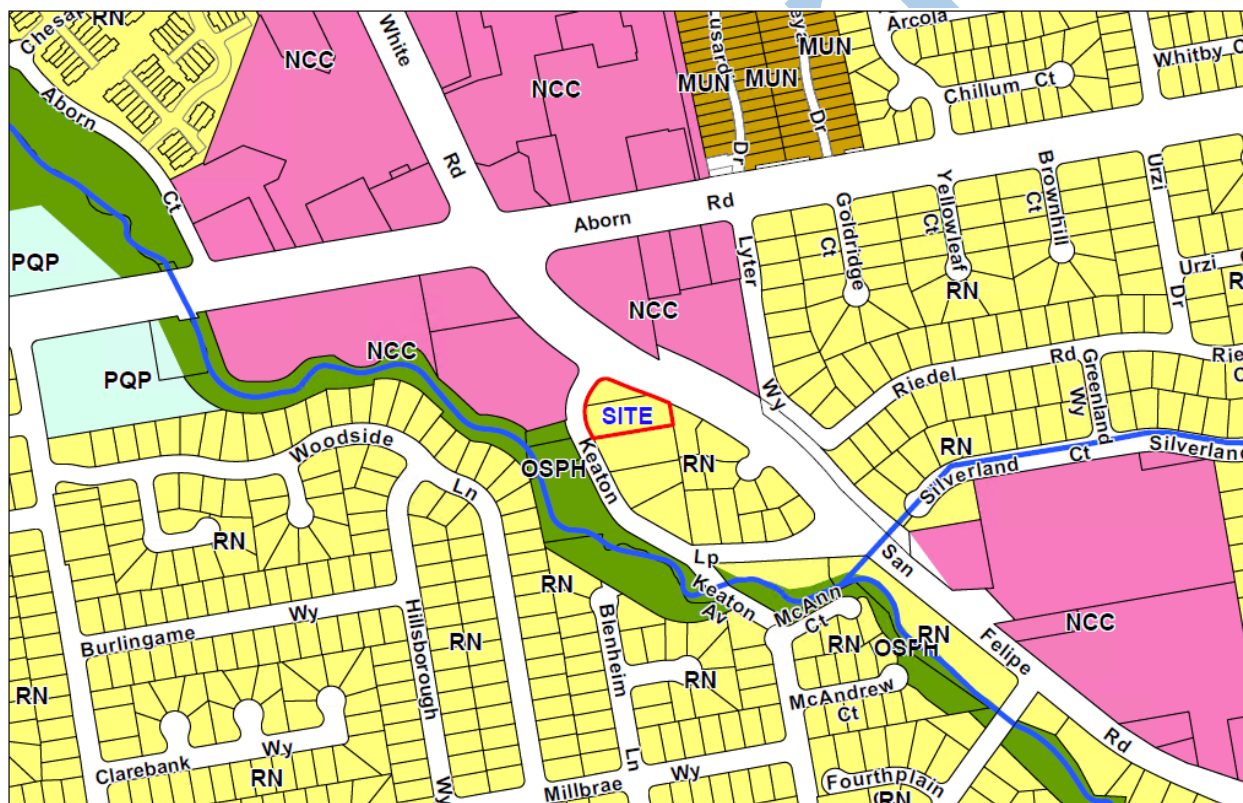 RN
Chesa
NCC
White
Rd
NCC
Lusardi
Dr
MUN
MUN
MUN
Dr
Arcola
Whitby C
Chillum Ct
Aborn
Ct
Aborn Rd
PQP
PQP
NCC
NCC
Lyter
Wy
Goldridge
Ct
Yellowleaf
Ct
Brownhill
Ct
Urzi
Dr
Urzi
RN
R
Riedel Rd
Rie
C
Greenland
Wy
RN
Silverland Ct
Silverland
SITE
RN
Keaton
Lp
OSPH
Woodside
Ln
RN
Keaton
Av
McAnn
Ct
San
Felipe
Rd
NCC
RN
OSPH
RN
RN
Burlingame Wy
Hillsborough
Wy
RN
Blenheim
Ln
RN
RN
McAndrew
Ct
Clarebank Wy
RN
Millbrae Wy
Fourthplain
RN